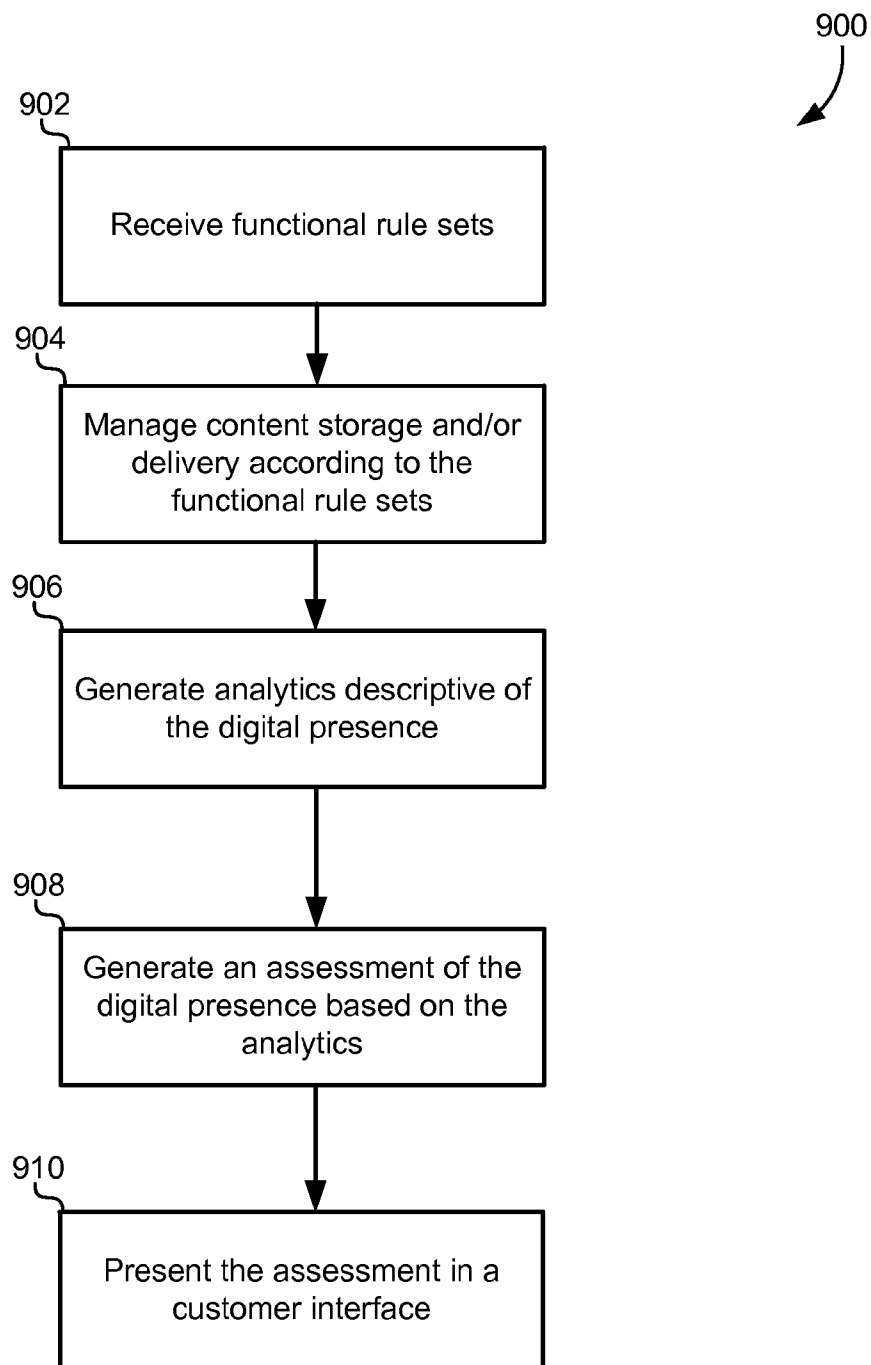 900
902
Receive functional rule sets
904
Manage content storage and/or
delivery according to the
functional rule sets
906
Generate analytics descriptive of
the digital presence
908
Generate an assessment of the
digital presence based on the
analytics
910
Present the assessment in a
customer interface